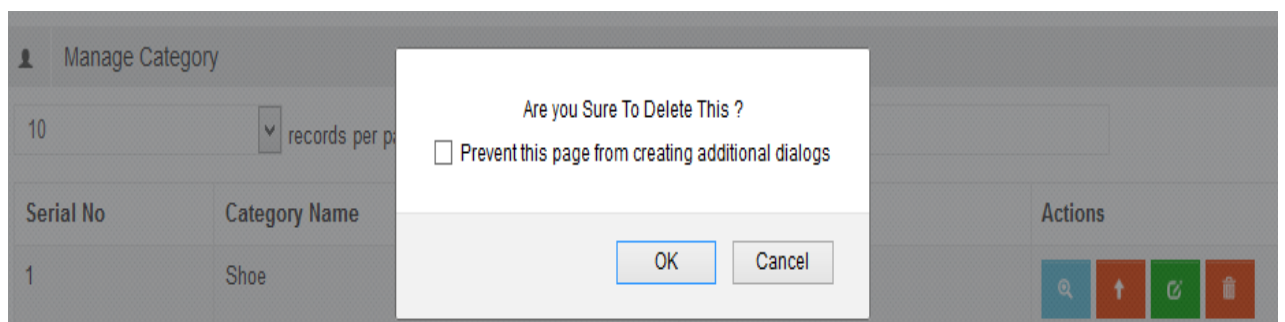 Manage Category
10
records per pa
Are you Sure To Delete This ?
Prevent this page from creating additional dialogs
OK Cancel
Serial No Category Name Actions
1 Shoe